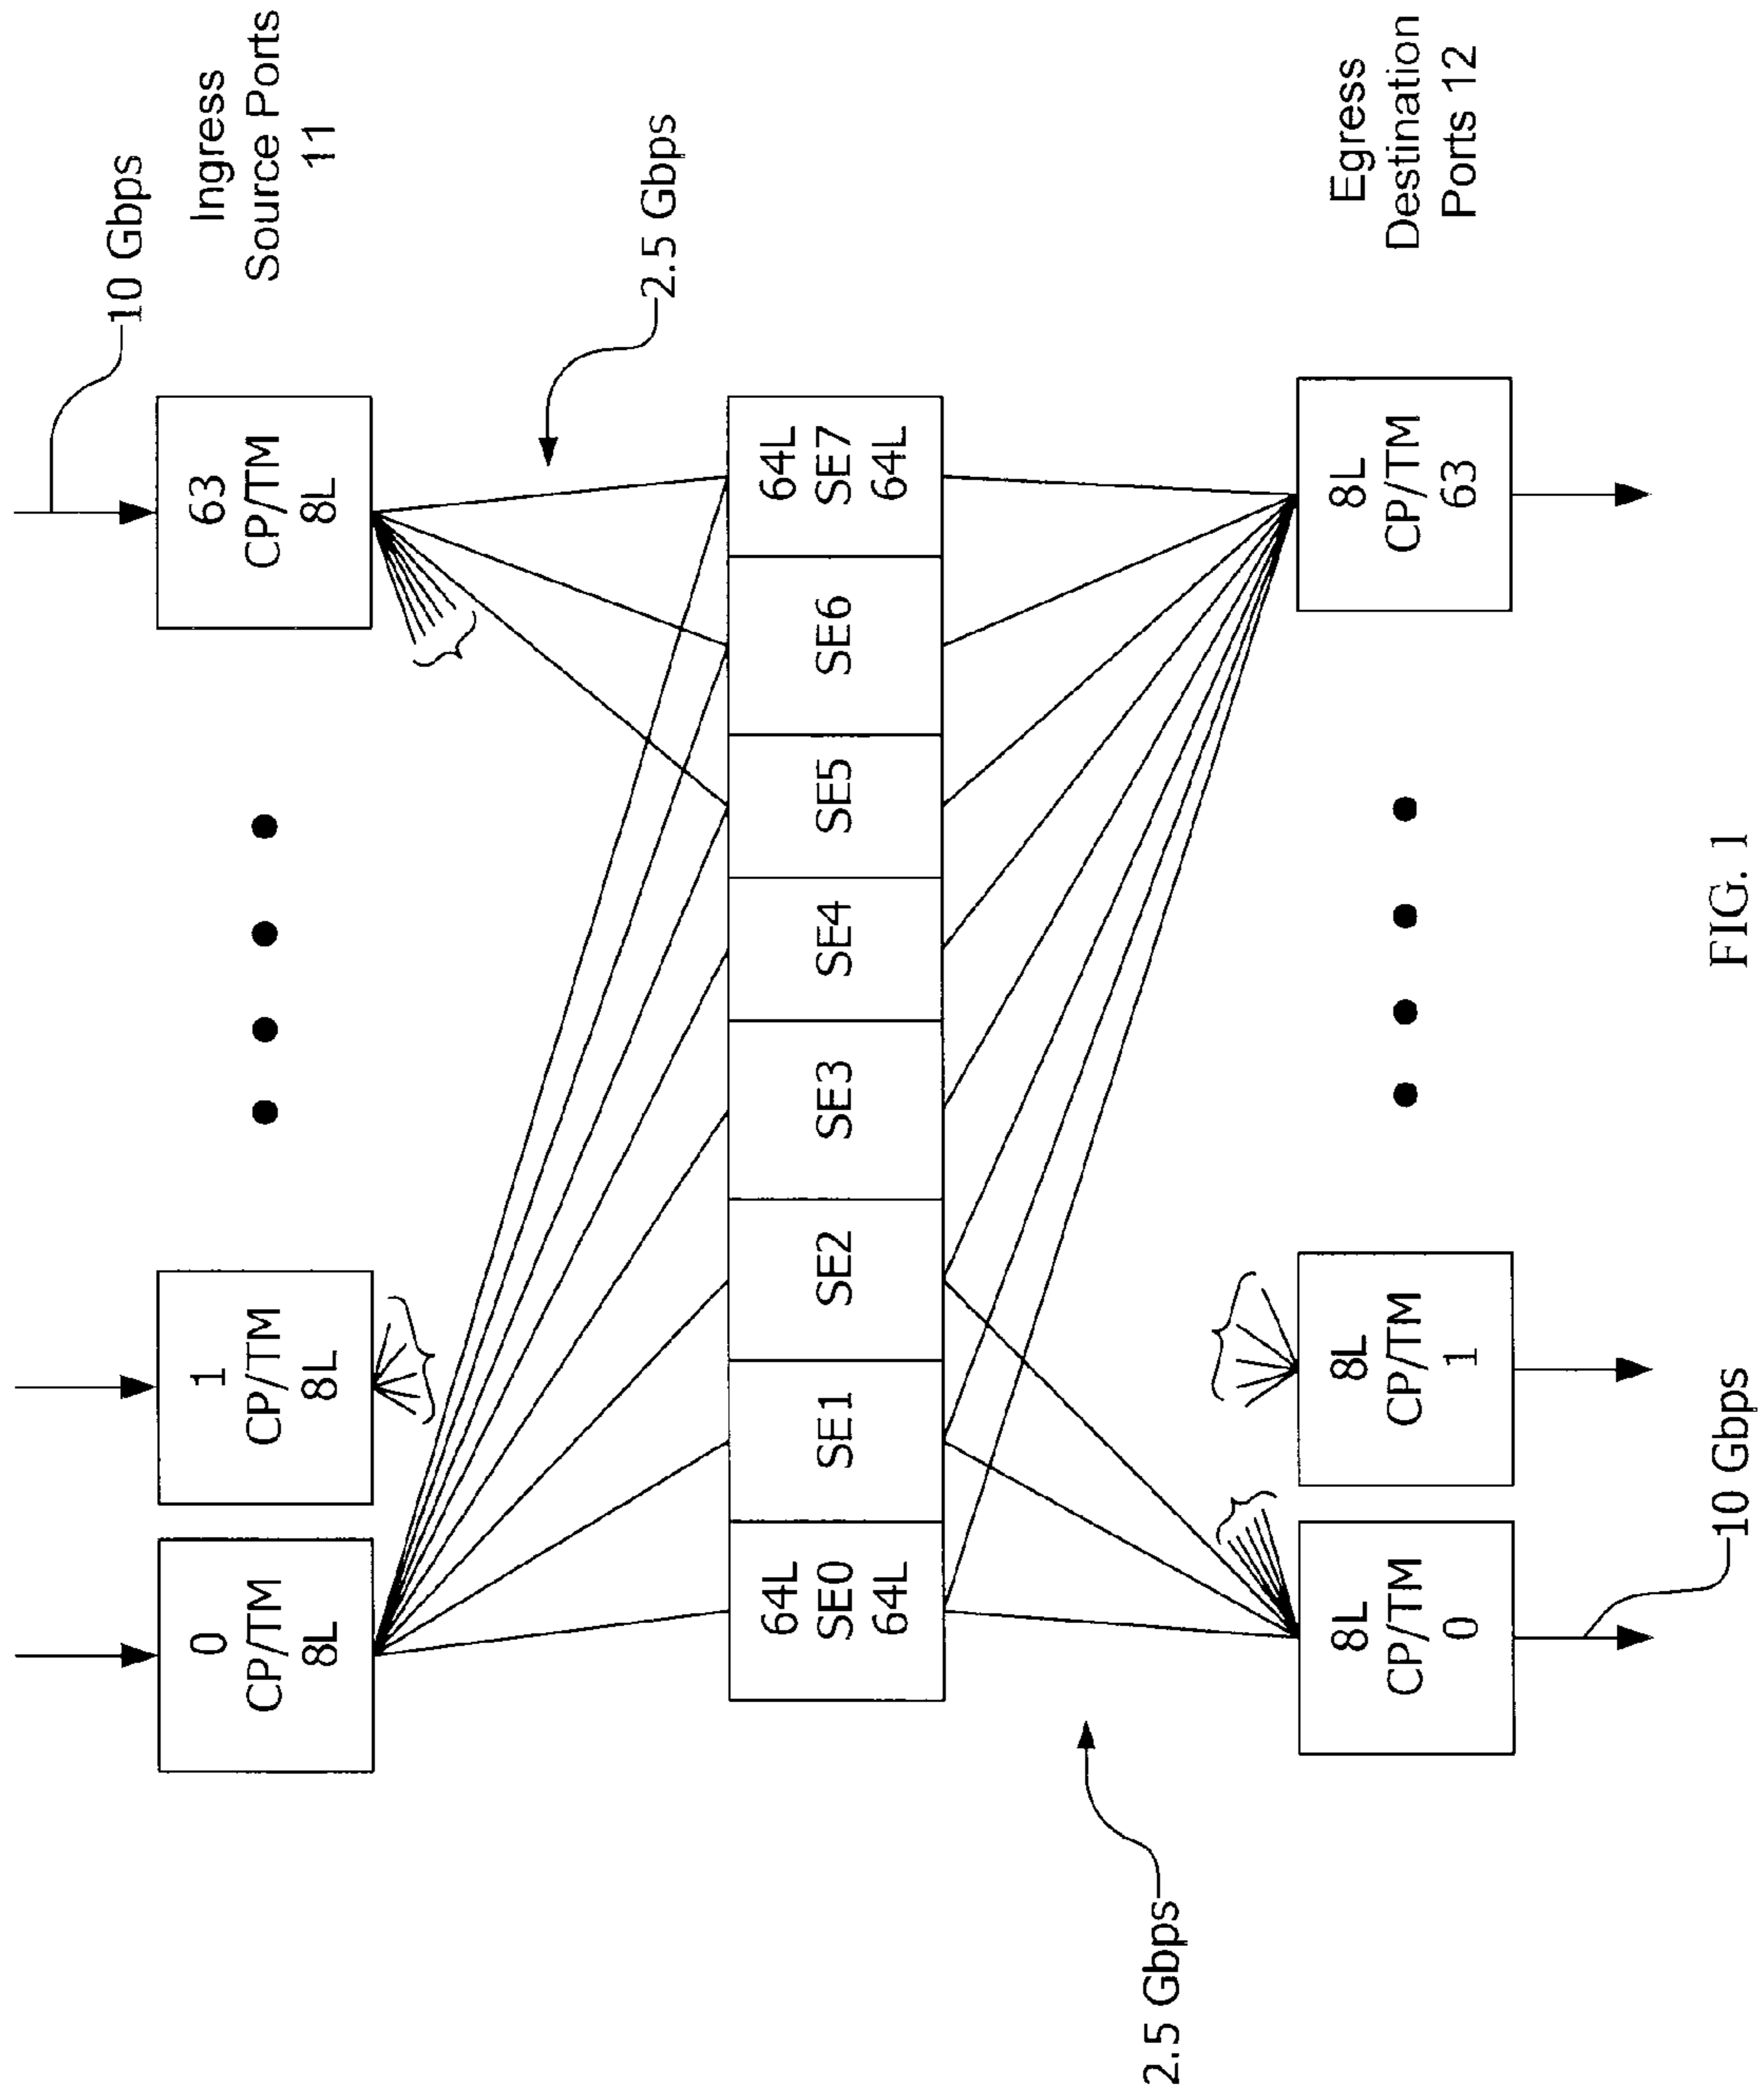 10 Gbps
Ingress
Source Ports
11
0
CP/TM
8L
1
CP/TM
8L
63
CP/TM
8L
2.5 Gbps
64L
SE0
64L
SE1
SE2
SE3
SE4
SE5
SE6
64L
SE7
64L
2.5 Gbps
8L
CP/TM
0
8L
CP/TM
1
8L
CP/TM
63
Egress
Destination
Ports 12
10 Gbps
FIG. 1